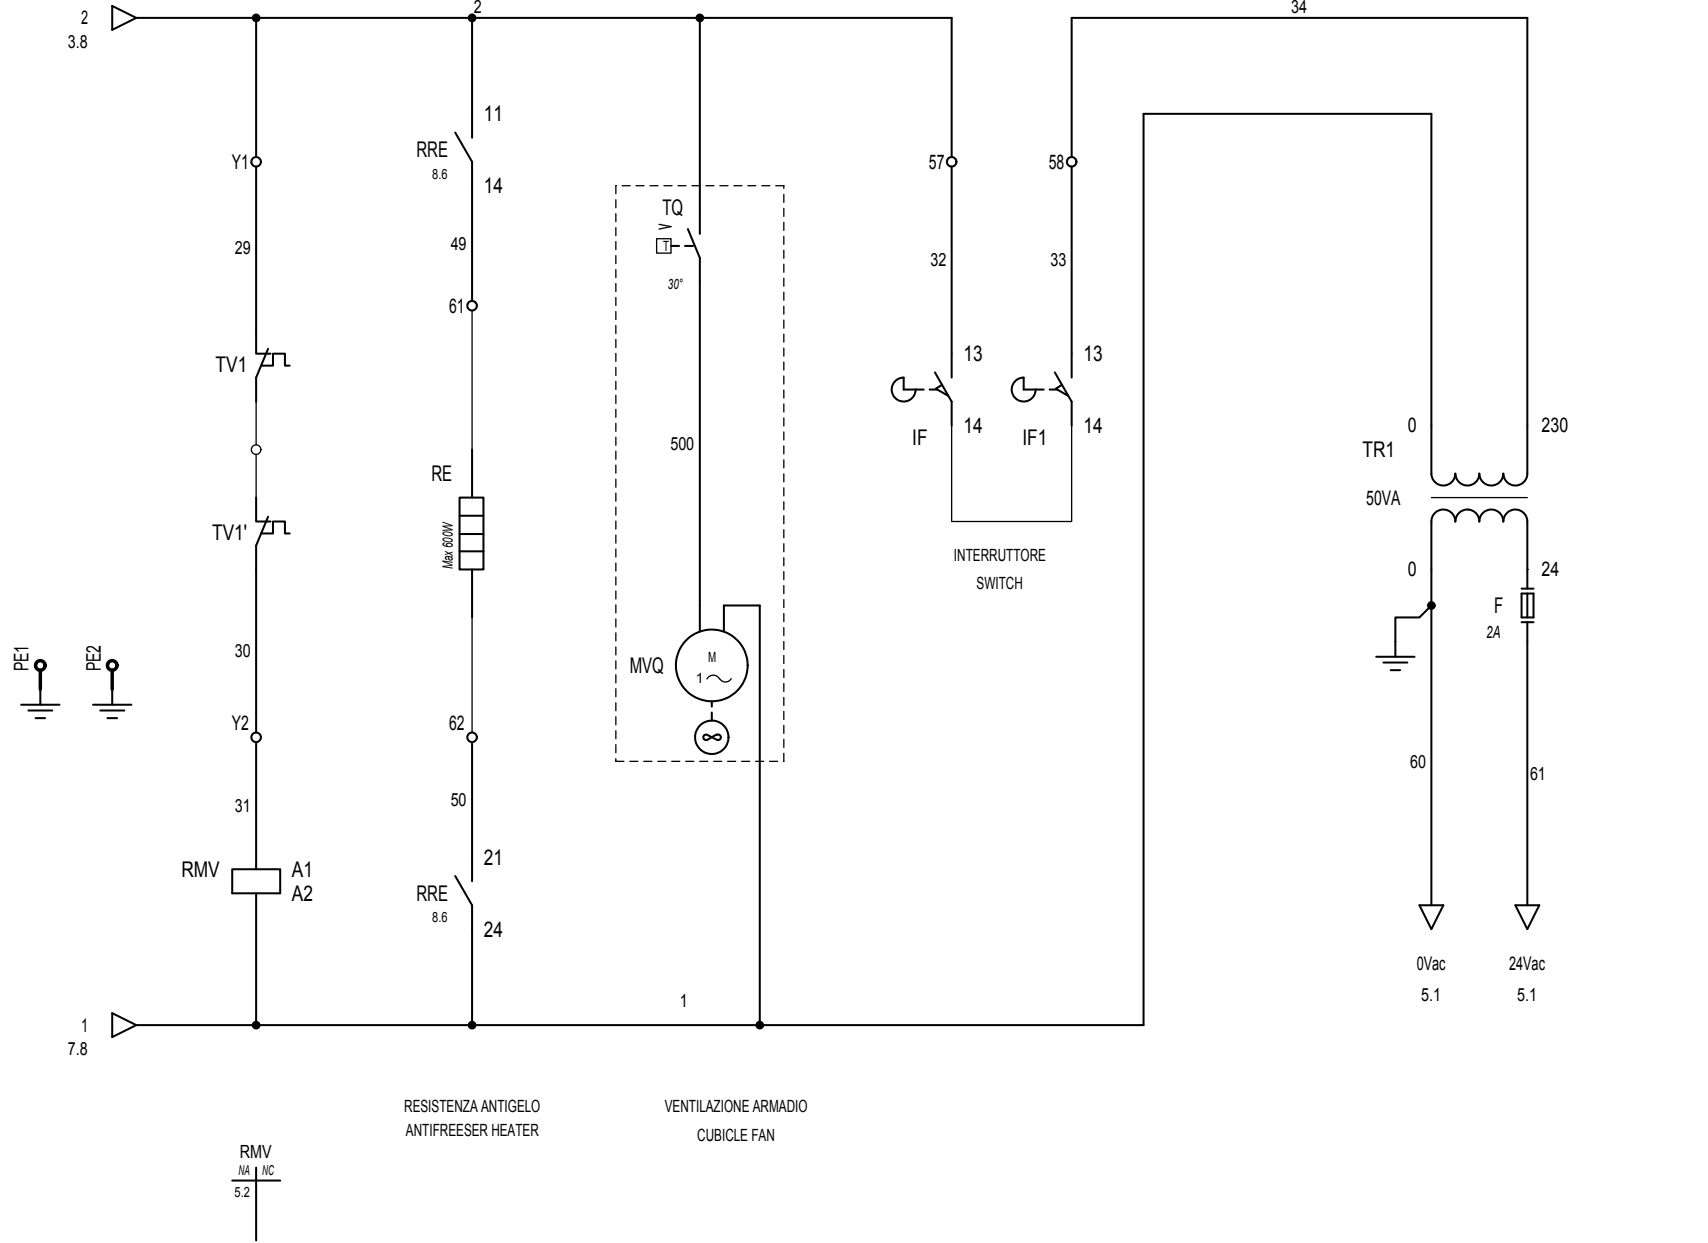 2
3.8
2
34
11
RRE
8.6
14
Y1
57
58
TQ
>
T
30°
29
49
32
33
61
TV1
13
13
14
14
IF
IF1
500
0
230
TR1
50VA
RE
Max 600W
TV1'
INTERRUTTORE
SWITCH
0
24
F
2A
PE1
PE2
30
MVQ
M
1
Y2
62
∞
31
50
60
61
RMV
A1
A2
21
RRE
8.6
24
0Vac
24Vac
5.1
5.1
1
1
7.8
RESISTENZA ANTIGELO
ANTIFREESER HEATER
VENTILAZIONE ARMADIO
CUBICLE FAN
RMV
NA
NC
5.2